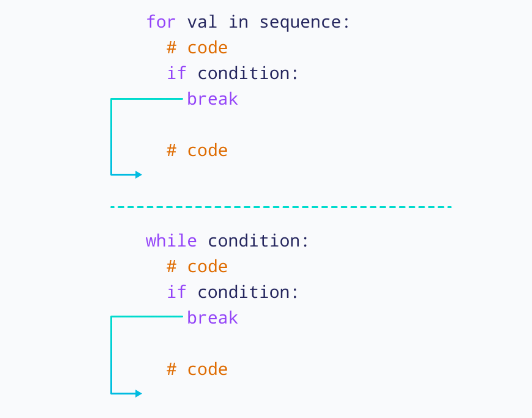 for val in sequence:
# code
if condition:
break
# code
while condition:
# code
if condition:
break
# code